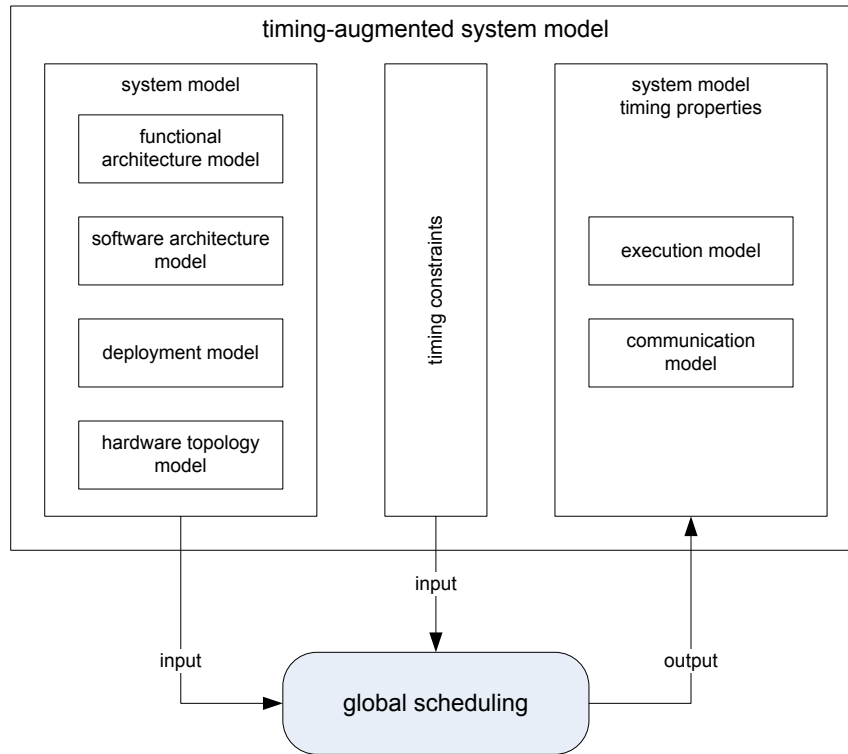 timing-augmented system model
system model
functional
architecture model
software architecture
model
deployment model
hardware topology
model
timing constraints
system model
timing properties
execution model
communication
model
input
input
output
global scheduling